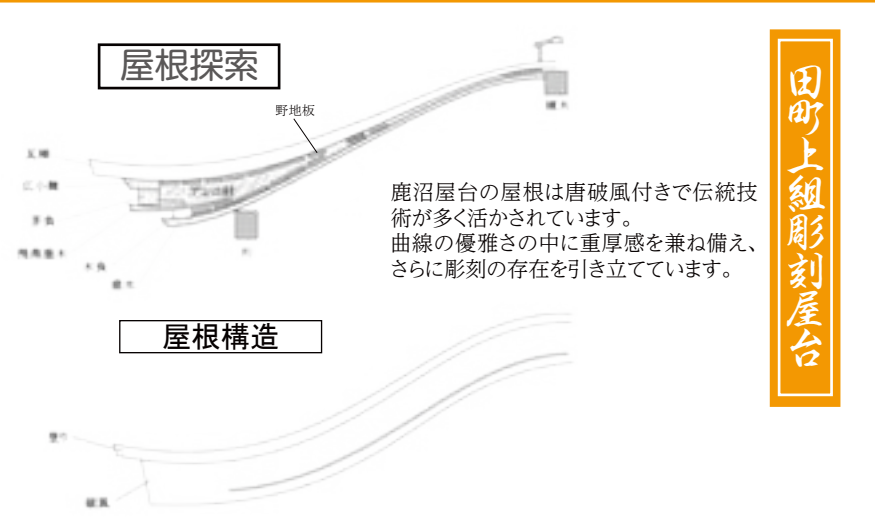 屋根探索
野地板
鹿沼屋台の屋根は唐破風付きで伝統技
術が多く活かされています。
曲線の優雅さの中に重厚感を兼ね備え、
さらに彫刻の存在を引き立てています。
田町上組彫刻屋台
屋根構造
破風